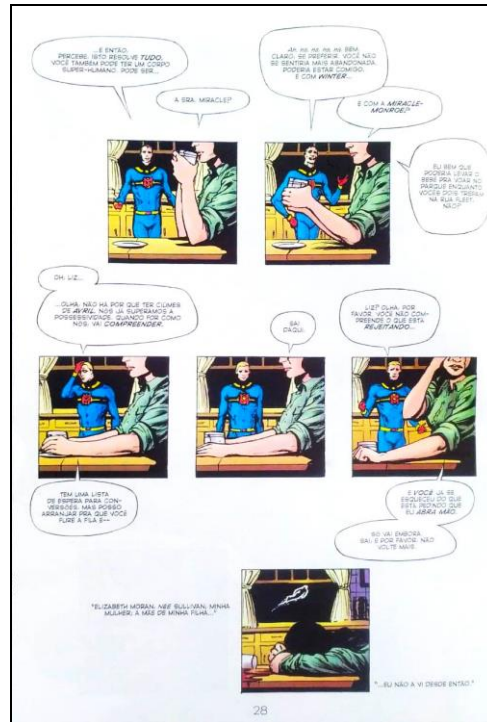 ...E ENTÃO,
PERCEBE, ISTO RESOLVE TUDO.
VOCÊ TAMBÉM PODE TER UM CORPO
SUPER-HUMANO. PODE SER...
A SRA. MIRACLE?
AH, HA, HA, HA. BEM,
CLARO, SE PREFERIR. VOCÊ NÃO
SE SENTIRIA MAIS ABANDONADA.
PODERIA ESTAR COMIGO,
E COM WINTER...
E COM A MIRACLE-
MONROE?
EU BEM QUE
PODERIA LEVAR O
BEBÊ PRA VOAR NO
PARQUE ENQUANTO
VOCÊS DOIS TREPAM
NA RUA FLEET,
NÃO?
OH, LIZ...
...OLHA, NÃO HÁ POR QUE TER CIÚMES
DE AVRIL. NÓS JÁ SUPERAMOS A
POSSESSIVIDADE. QUANDO FOR COMO
NÓS, VAI COMPREENDER.
TEM UMA LISTA
DE ESPERA PARA CON-
VERSÕES, MAS POSSO
ARRANJAR PRA QUE VOCÊ
FURE A FILA E--
SAI
DAQUI.
LIZ? OLHA, POR
FAVOR, VOCÊ NÃO COM-
PREENDE O QUE ESTÁ
REJEITANDO...
E VOCÊ JÁ SE
ESQUECEU DO QUE
ESTÁ PEDINDO QUE
EU ABRA MÃO.
SÓ VAI EMBORA.
SAI, E POR FAVOR, NÃO
VOLTE MAIS.
"ELIZABETH MORAN, NÉE SULLIVAN; MINHA
MULHER; A MÃE DE MINHA FILHA..."
"...EU NÃO A VI DESDE ENTÃO."
28